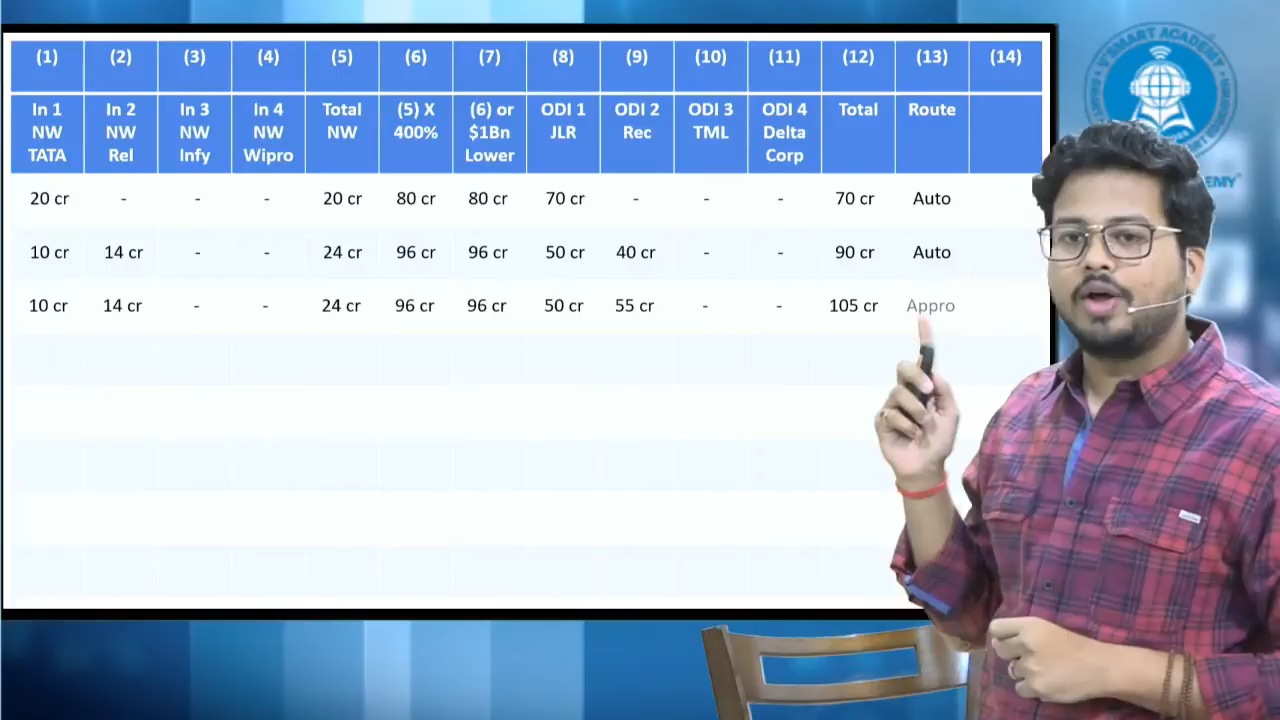 (1) (2) (3) (4) (5) (6) (7) (8) (9) (10) (11) (12) (13) (14)
In 1 NW TATA In 2 NW Rel In 3 NW Infy In 4 NW Wipro Total NW (5) X 400% (6) or $1Bn Lower ODI 1 JLR ODI 2 Rec ODI 3 TML ODI 4 Delta Corp Total Route
20 cr - - - 20 cr 80 cr 80 cr 70 cr - - - 70 cr Auto
10 cr 14 cr - - 24 cr 96 cr 96 cr 50 cr 40 cr - - 90 cr Auto
10 cr 14 cr - - 24 cr 96 cr 96 cr 50 cr 55 cr - - 105 cr Appro
V'SMART ACADEMY